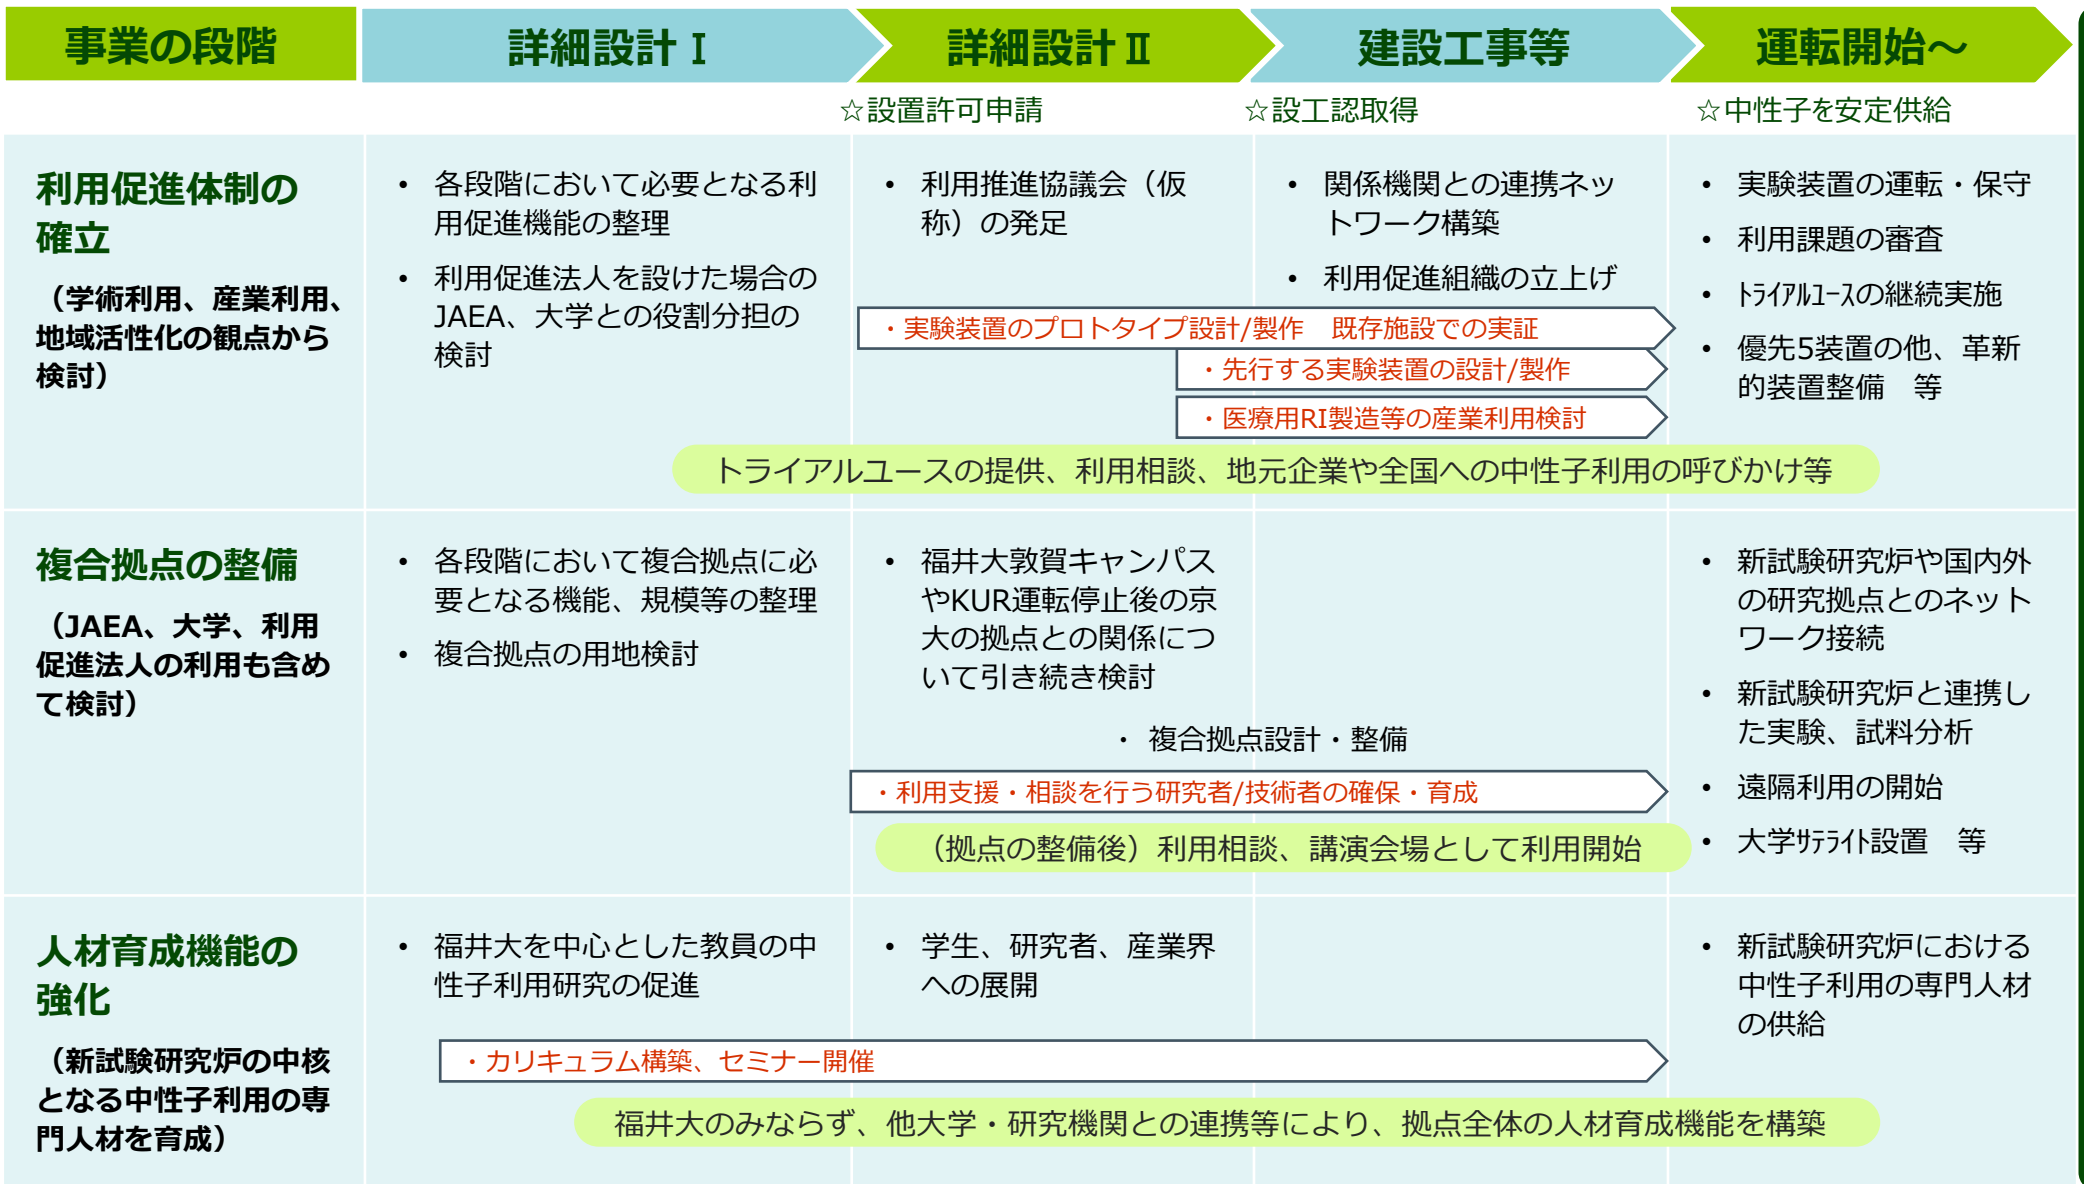 事業の段階
詳細設計Ⅰ
詳細設計Ⅱ
建設工事等
運転開始～
☆設置許可申請
☆設工認取得
☆中性子を安定供給
利用促進体制の
確立
（学術利用、産業利用、
地域活性化の観点から
検討）
• 各段階において必要となる利
用促進機能の整理
• 利用促進法人を設けた場合の
JAEA、大学との役割分担の
検討
• 利用推進協議会（仮
称）の発足
• 関係機関との連携ネッ
トワーク構築
• 利用促進組織の立上げ
・実験装置のプロトタイプ設計/製作　既存施設での実証
・先行する実験装置の設計/製作
・医療用RI製造等の産業利用検討
• 実験装置の運転・保守
• 利用課題の審査
• ﾄﾗｲｱﾙﾕｰｽの継続実施
• 優先5装置の他、革新
的装置整備　等
トライアルユースの提供、利用相談、地元企業や全国への中性子利用の呼びかけ等
複合拠点の整備
（JAEA、大学、利用
促進法人の利用も含め
て検討）
• 各段階において複合拠点に必
要となる機能、規模等の整理
• 複合拠点の用地検討
• 福井大敦賀キャンパス
やKUR運転停止後の京
大の拠点との関係につ
いて引き続き検討
・ 複合拠点設計・整備
・利用支援・相談を行う研究者/技術者の確保・育成
（拠点の整備後）利用相談、講演会場として利用開始
• 新試験研究炉や国内外
の研究拠点とのネット
ワーク接続
• 新試験研究炉と連携し
た実験、試料分析
• 遠隔利用の開始
• 大学ｻﾃﾗｲﾄ設置　等
人材育成機能の
強化
（新試験研究炉の中核
となる中性子利用の専
門人材を育成）
• 福井大を中心とした教員の中
性子利用研究の促進
• 学生、研究者、産業界
への展開
・カリキュラム構築、セミナー開催
• 新試験研究炉における
中性子利用の専門人材
の供給
福井大のみならず、他大学・研究機関との連携等により、拠点全体の人材育成機能を構築